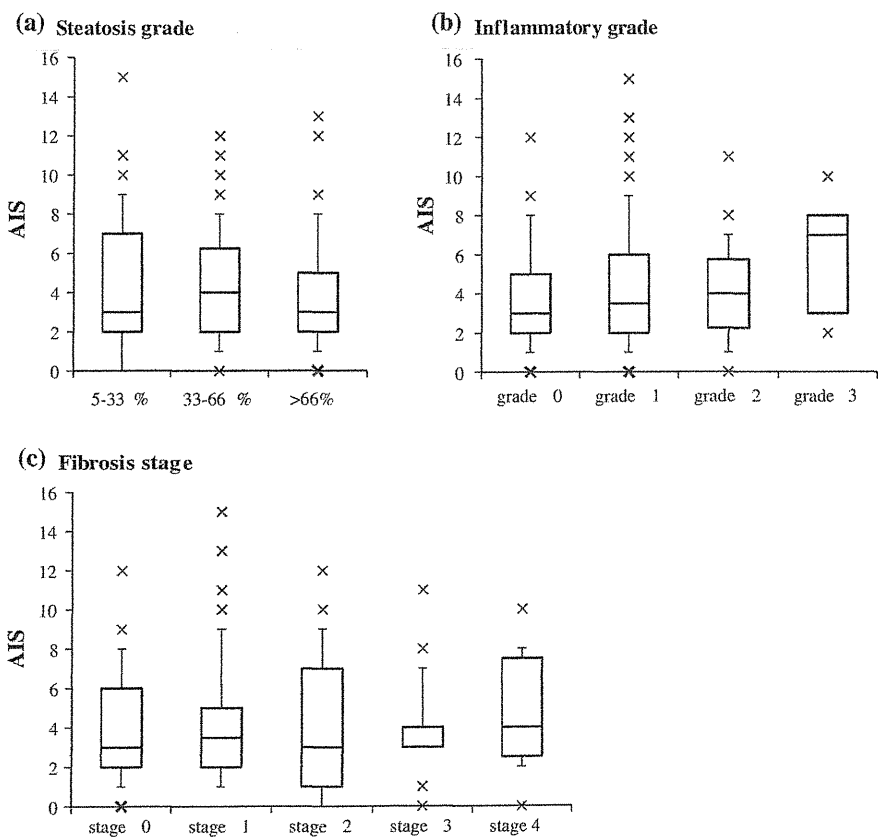 (a) Steatosis grade
16
14
12
10
8
6
4
2
0
AIS
5-33 %
33-66 %
>66%
(b) Inflammatory grade
16
14
12
10
8
6
4
2
0
AIS
grade 0
grade 1
grade 2
grade 3
(c) Fibrosis stage
16
14
12
10
8
6
4
2
0
AIS
stage 0
stage 1
stage 2
stage 3
stage 4